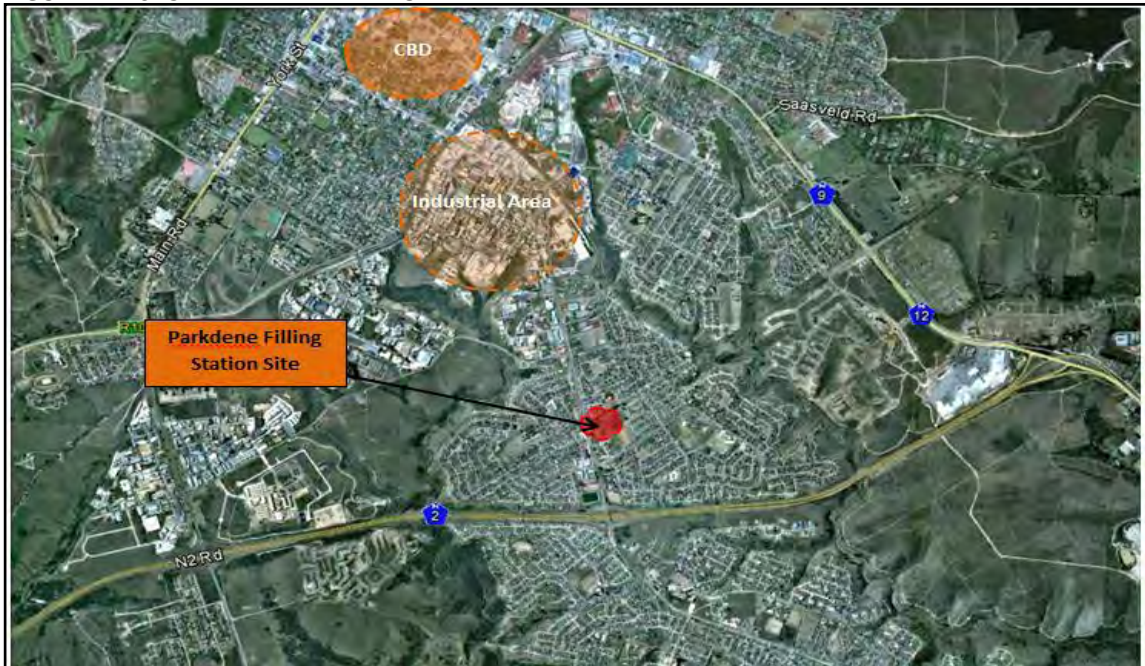 CBD
York St
Saasveld Rd
Industrial Area
N
9
Main Rd
N
12
Parkdene Filling
Station Site
N
2
N2 Rd